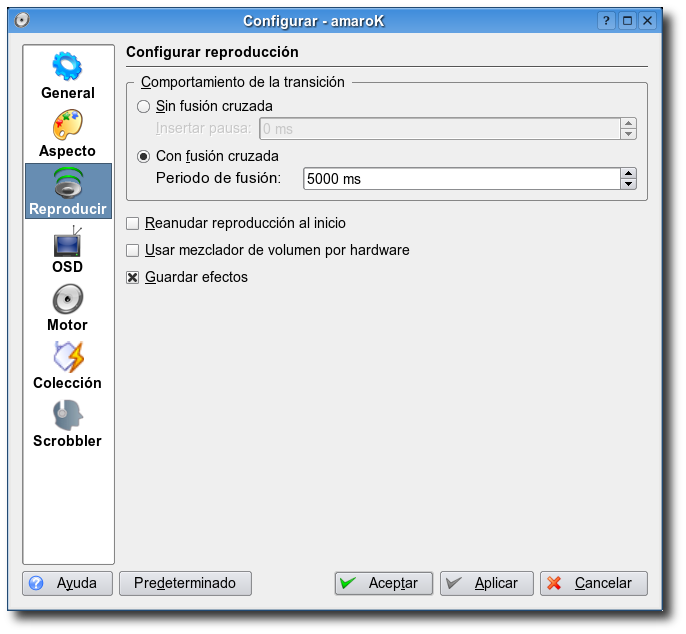 Configurar - amaroK
General
Aspecto
Reproducir
OSD
Motor
Colección
Scrobbler
Configurar reproducción
Comportamiento de la transición
Sin fusión cruzada
Insertar pausa: 0 ms
Con fusión cruzada
Periodo de fusión: 5000 ms
Reanudar reproducción al inicio
Usar mezclador de volumen por hardware
Guardar efectos
Ayuda Predeterminado Aceptar Aplicar Cancelar